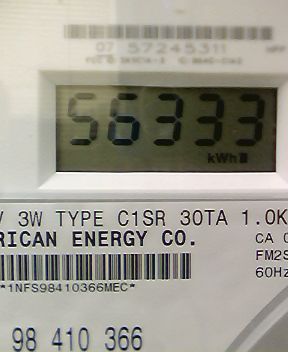 07 57245311
56333
kWh
V 3W TYPE C1SR 30TA 1.0K
RICAN ENERGY CO.
CA 0
FM2S
60Hz
*1NFS98410366MEC*
98 410 366